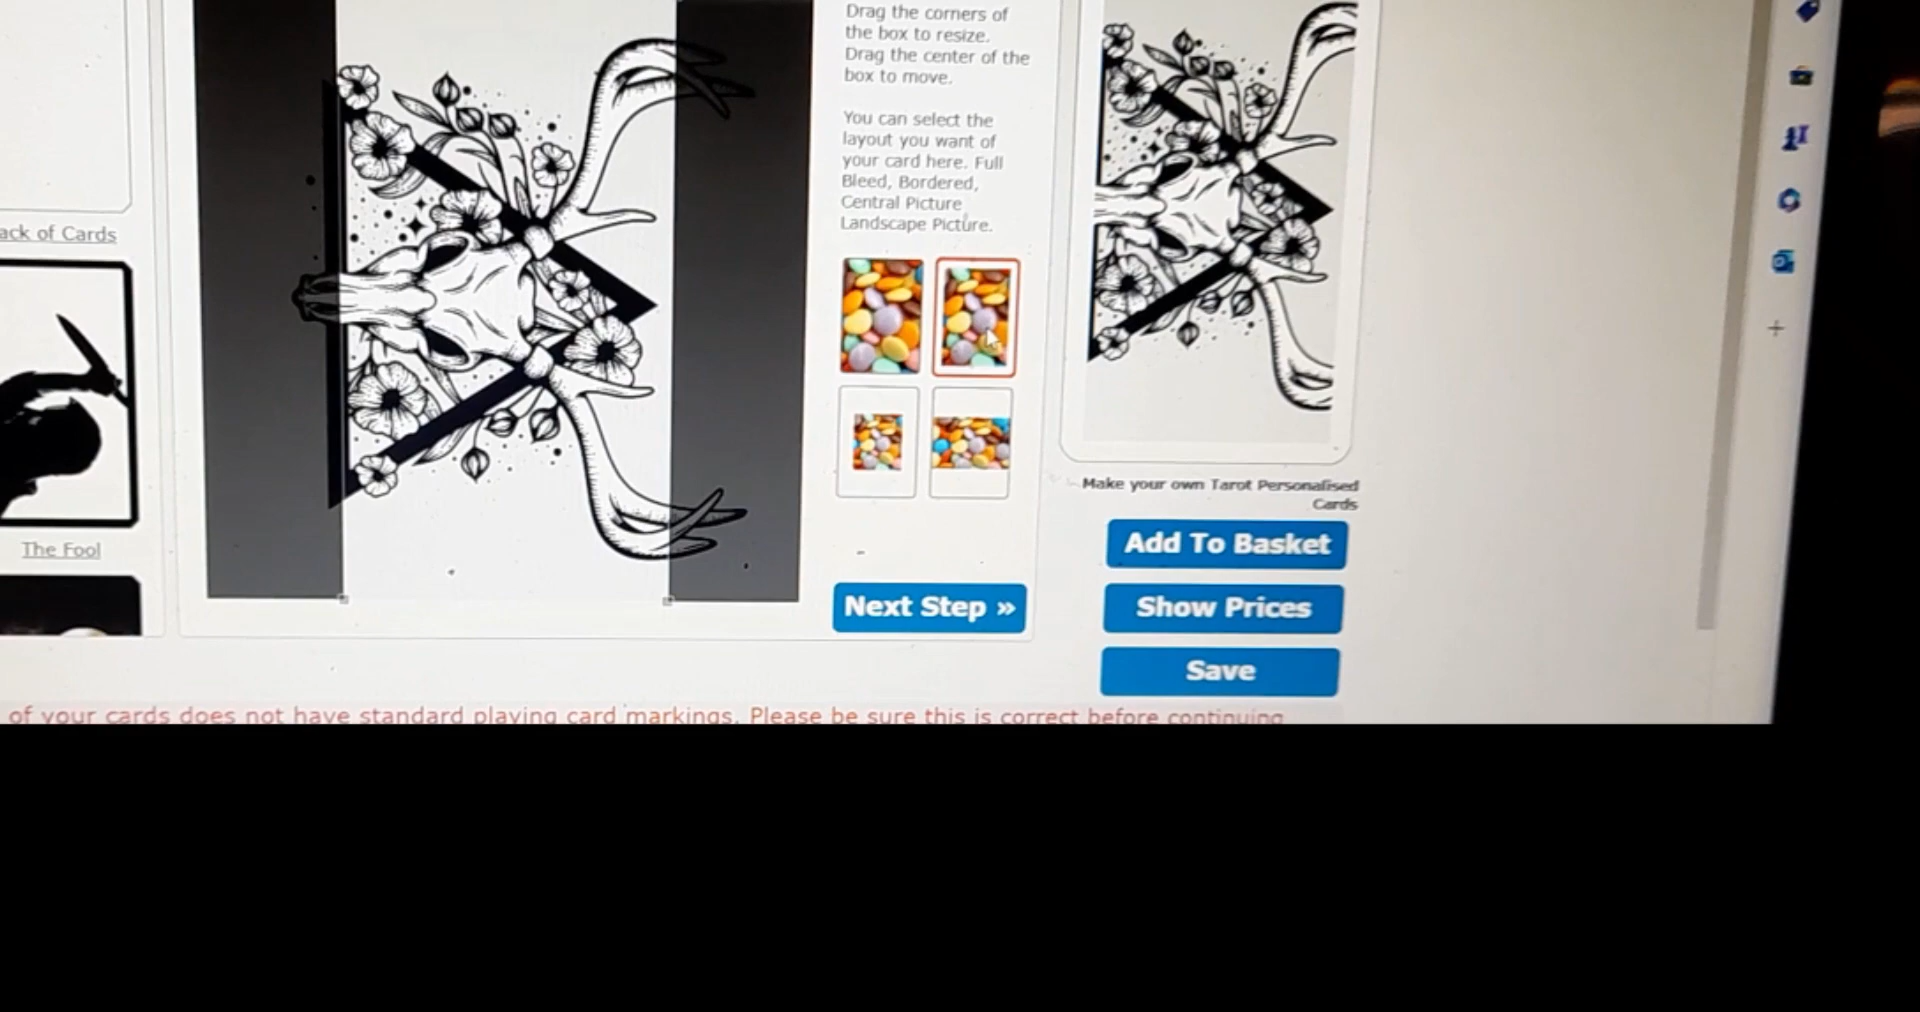 Drag the corners of
the box to resize.
Drag the center of the
box to move.
You can select the
layout you want of
your card here. Full
Bleed, Bordered,
Central Picture
Landscape Picture.
ack of Cards
The Fool
Next Step »
Make your own Tarot Personalised
Cards
Add To Basket
Show Prices
Save
of your cards does not have standard playing card markings. Please be sure this is correct before continuing